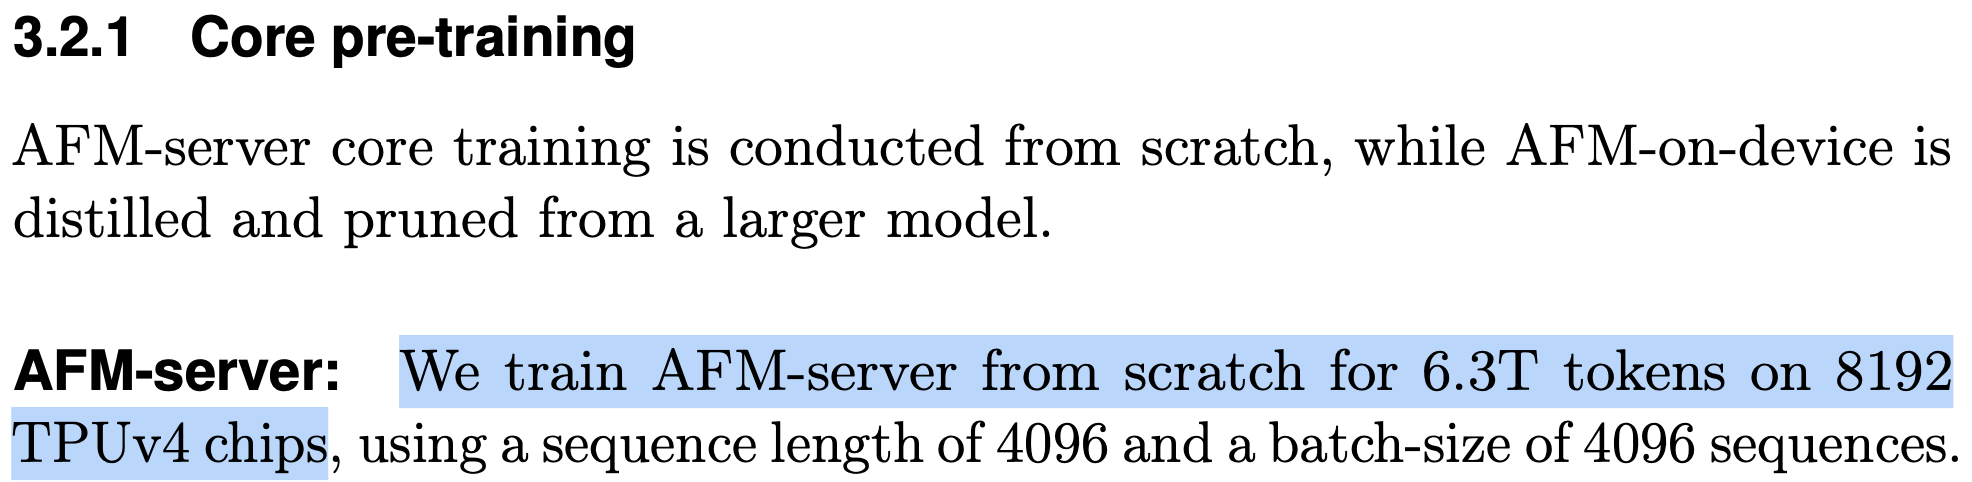 3.2.1 Core pre-training
AFM-server core training is conducted from scratch, while AFM-on-device is
distilled and pruned from a larger model.
AFM-server: We train AFM-server from scratch for 6.3T tokens on 8192
TPUv4 chips, using a sequence length of 4096 and a batch-size of 4096 sequences.